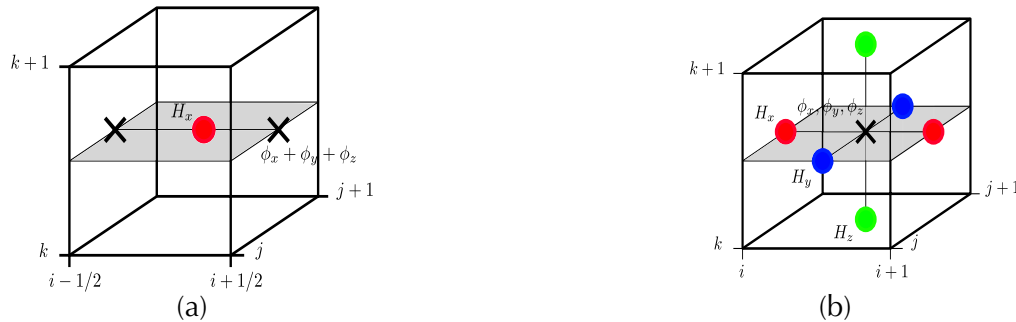 k + 1
H_x
ϕ_x + ϕ_y + ϕ_z
j + 1
k
j
i − 1/2
i + 1/2
(a)
k + 1
ϕ_x, ϕ_y, ϕ_z
H_x
H_y
j + 1
H_z
k
j
i
i + 1
(b)